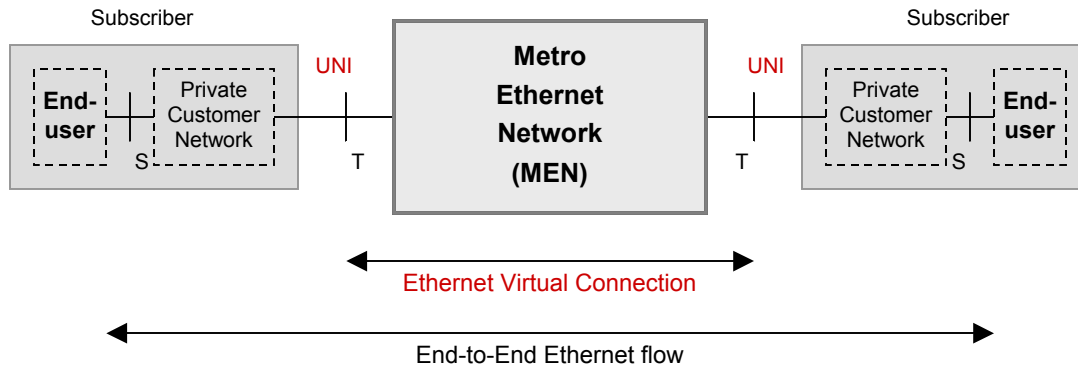 Subscriber
Subscriber
UNI
UNI
End-
user
S
Private
Customer
Network
T
Metro
Ethernet
Network
(MEN)
T
Private
Customer
Network
S
End-
user
Ethernet Virtual Connection
End-to-End Ethernet flow